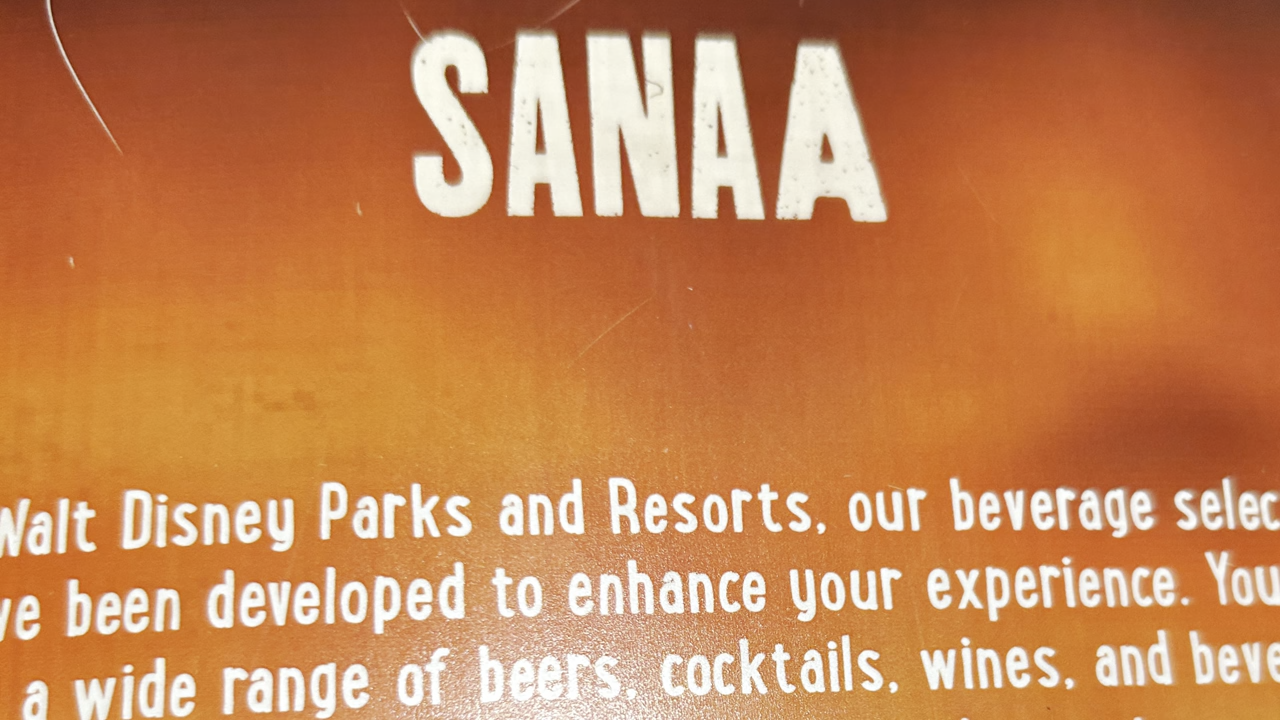 SANAA
Walt Disney Parks and Resorts, our beverage selec
ve been developed to enhance your experience. You
a wide range of beers, cocktails, wines, and beve